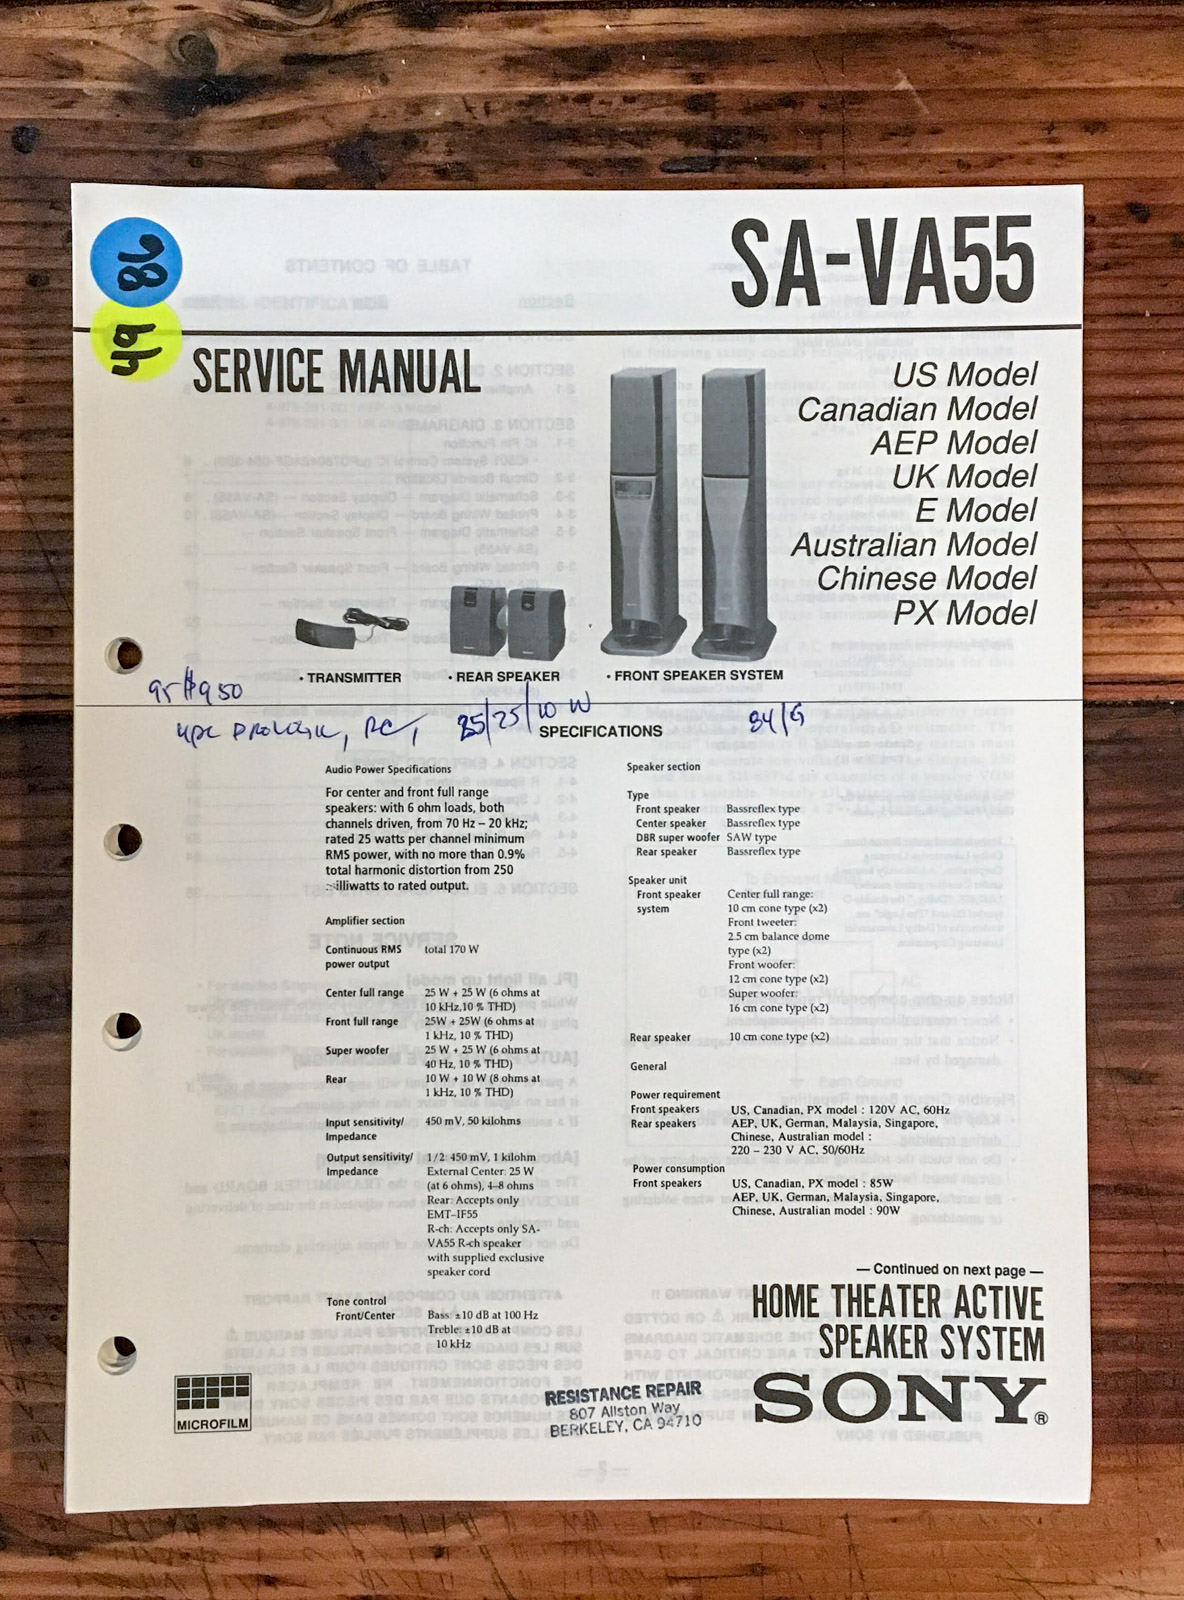 SA-VA55
86
49
SERVICE MANUAL
US Model
Canadian Model
AEP Model
UK Model
E Model
Australian Model
Chinese Model
PX Model
• TRANSMITTER
• REAR SPEAKER
• FRONT SPEAKER SYSTEM
95 $950
PROLOGIC, RC, 25/25/10 W 94/G
SPECIFICATIONS
Audio Power Specifications
For center and front full range
speakers: with 6 ohm loads, both
channels driven, from 70 Hz – 20 kHz;
rated 25 watts per channel minimum
RMS power, with no more than 0.9%
total harmonic distortion from 250
illiwatts to rated output.
Amplifier section
Continuous RMS total 170 W
power output
Center full range 25 W + 25 W (6 ohms at
10 kHz,10 % THD)
Front full range 25W + 25W (6 ohms at
1 kHz, 10 % THD)
Super woofer 25 W + 25 W (6 ohms at
40 Hz, 10 % THD)
Rear 10 W + 10 W (8 ohms at
1 kHz, 10 % THD)
Input sensitivity/ 450 mV, 50 kilohms
Impedance
Output sensitivity/ 1/2: 450 mV, 1 kilohm
Impedance External Center: 25 W
(at 6 ohms), 4–8 ohms
Rear: Accepts only
EMT-IF55
R-ch: Accepts only SA-
VA55 R-ch speaker
with supplied exclusive
speaker cord
Tone control
Front/Center Bass: ±10 dB at 100 Hz
Treble: ±10 dB at
10 kHz
Speaker section
Type
Front speaker Bassreflex type
Center speaker Bassreflex type
DBR super woofer SAW type
Rear speaker Bassreflex type
Speaker unit
Front speaker Center full range:
system 10 cm cone type (x2)
Front tweeter:
2.5 cm balance dome
type (x2)
Front woofer:
12 cm cone type (x2)
Super woofer:
16 cm cone type (x2)
Rear speaker 10 cm cone type (x2)
General
Power requirement
Front speakers US, Canadian, PX model : 120V AC, 60Hz
Rear speakers AEP, UK, German, Malaysia, Singapore,
Chinese, Australian model :
220 – 230 V AC, 50/60Hz
Power consumption
Front speakers US, Canadian, PX model : 85W
AEP, UK, German, Malaysia, Singapore,
Chinese, Australian model : 90W
— Continued on next page —
HOME THEATER ACTIVE
SPEAKER SYSTEM
SONY®
MICROFILM
RESISTANCE REPAIR
807 Allston Way
BERKELEY, CA 94710